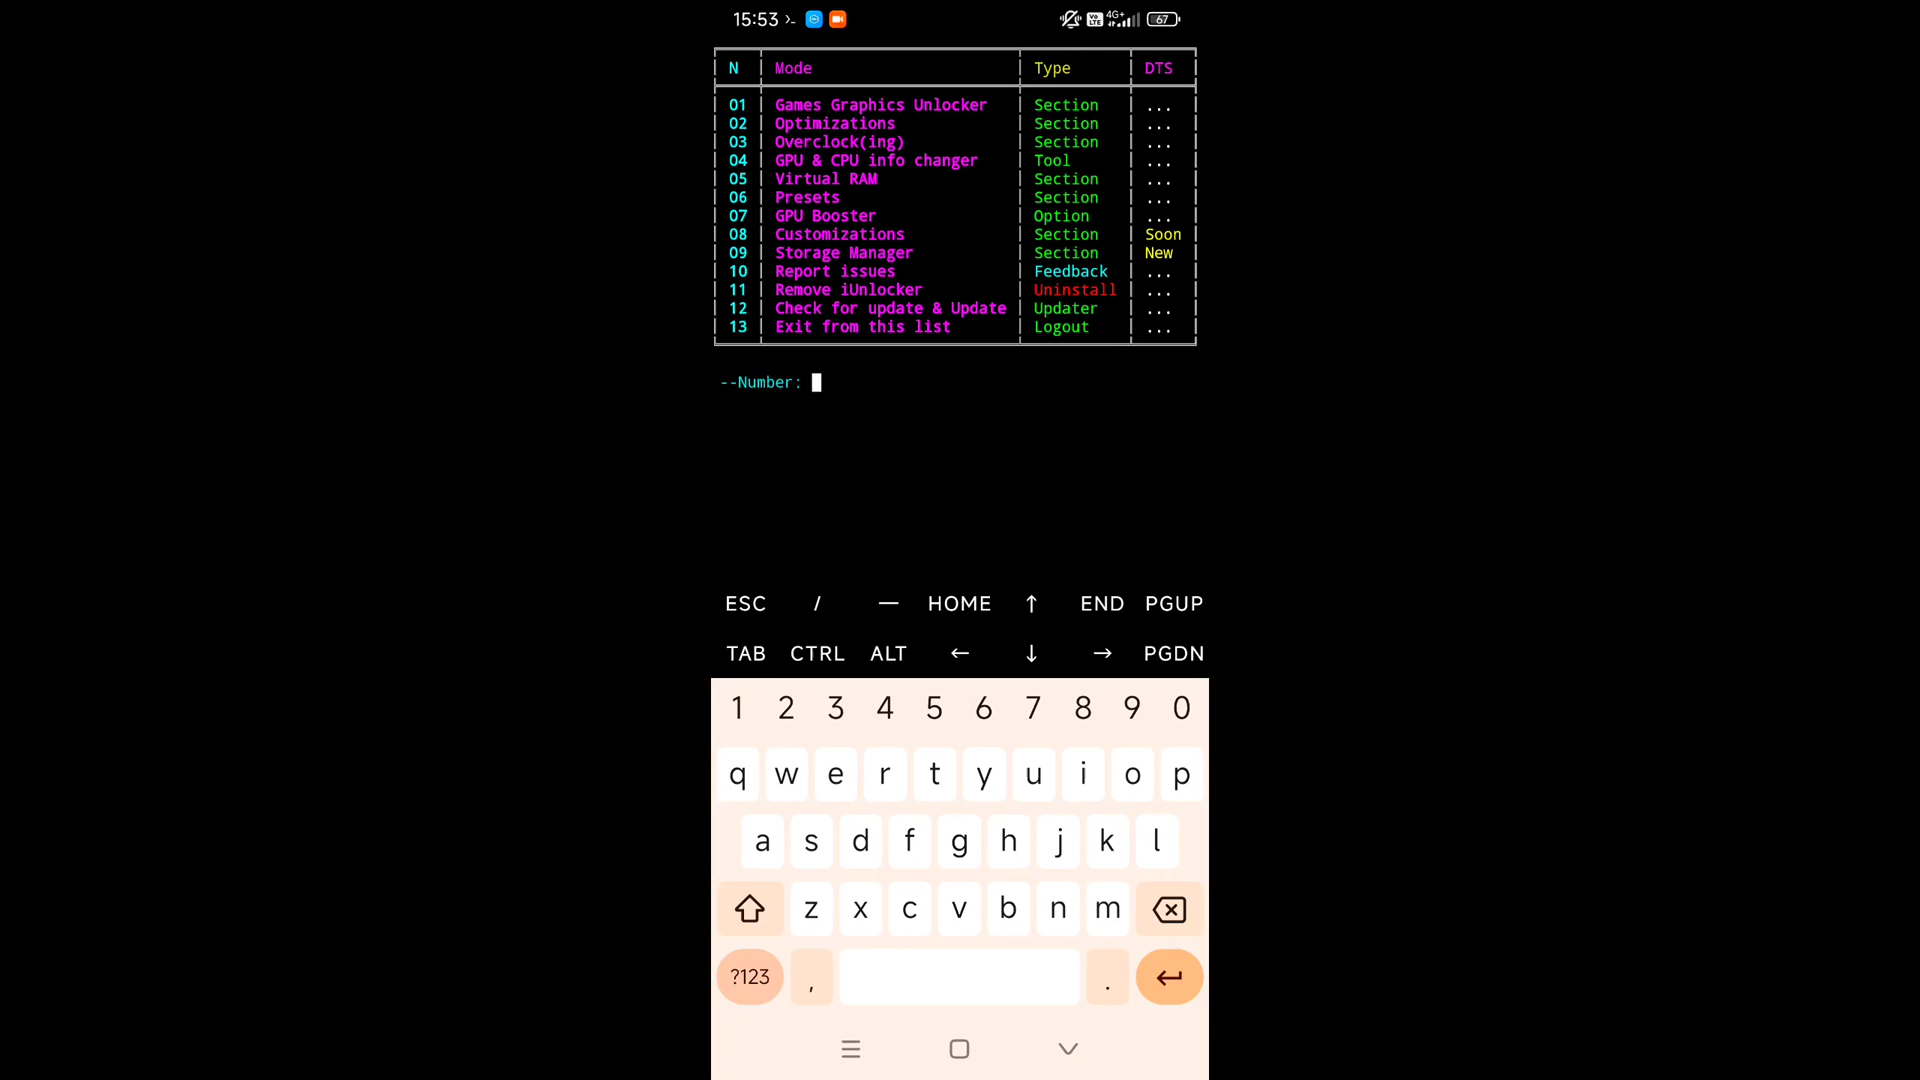 15:53 4G+ 67
N Mode Type DTS
01 Games Graphics Unlocker Section ...
02 Optimizations Section ...
03 Overclock(ing) Section ...
04 GPU & CPU info changer Tool ...
05 Virtual RAM Section ...
06 Presets Section ...
07 GPU Booster Option ...
08 Customizations Section Soon
09 Storage Manager Section New
10 Report issues Feedback ...
11 Remove iUnlocker Uninstall ...
12 Check for update & Update Updater ...
13 Exit from this list Logout ...
--Number:
ESC / — HOME ↑ END PGUP
TAB CTRL ALT ← ↓ → PGDN
1 2 3 4 5 6 7 8 9 0
q w e r t y u i o p
a s d f g h j k l
z x c v b n m
?123 , .